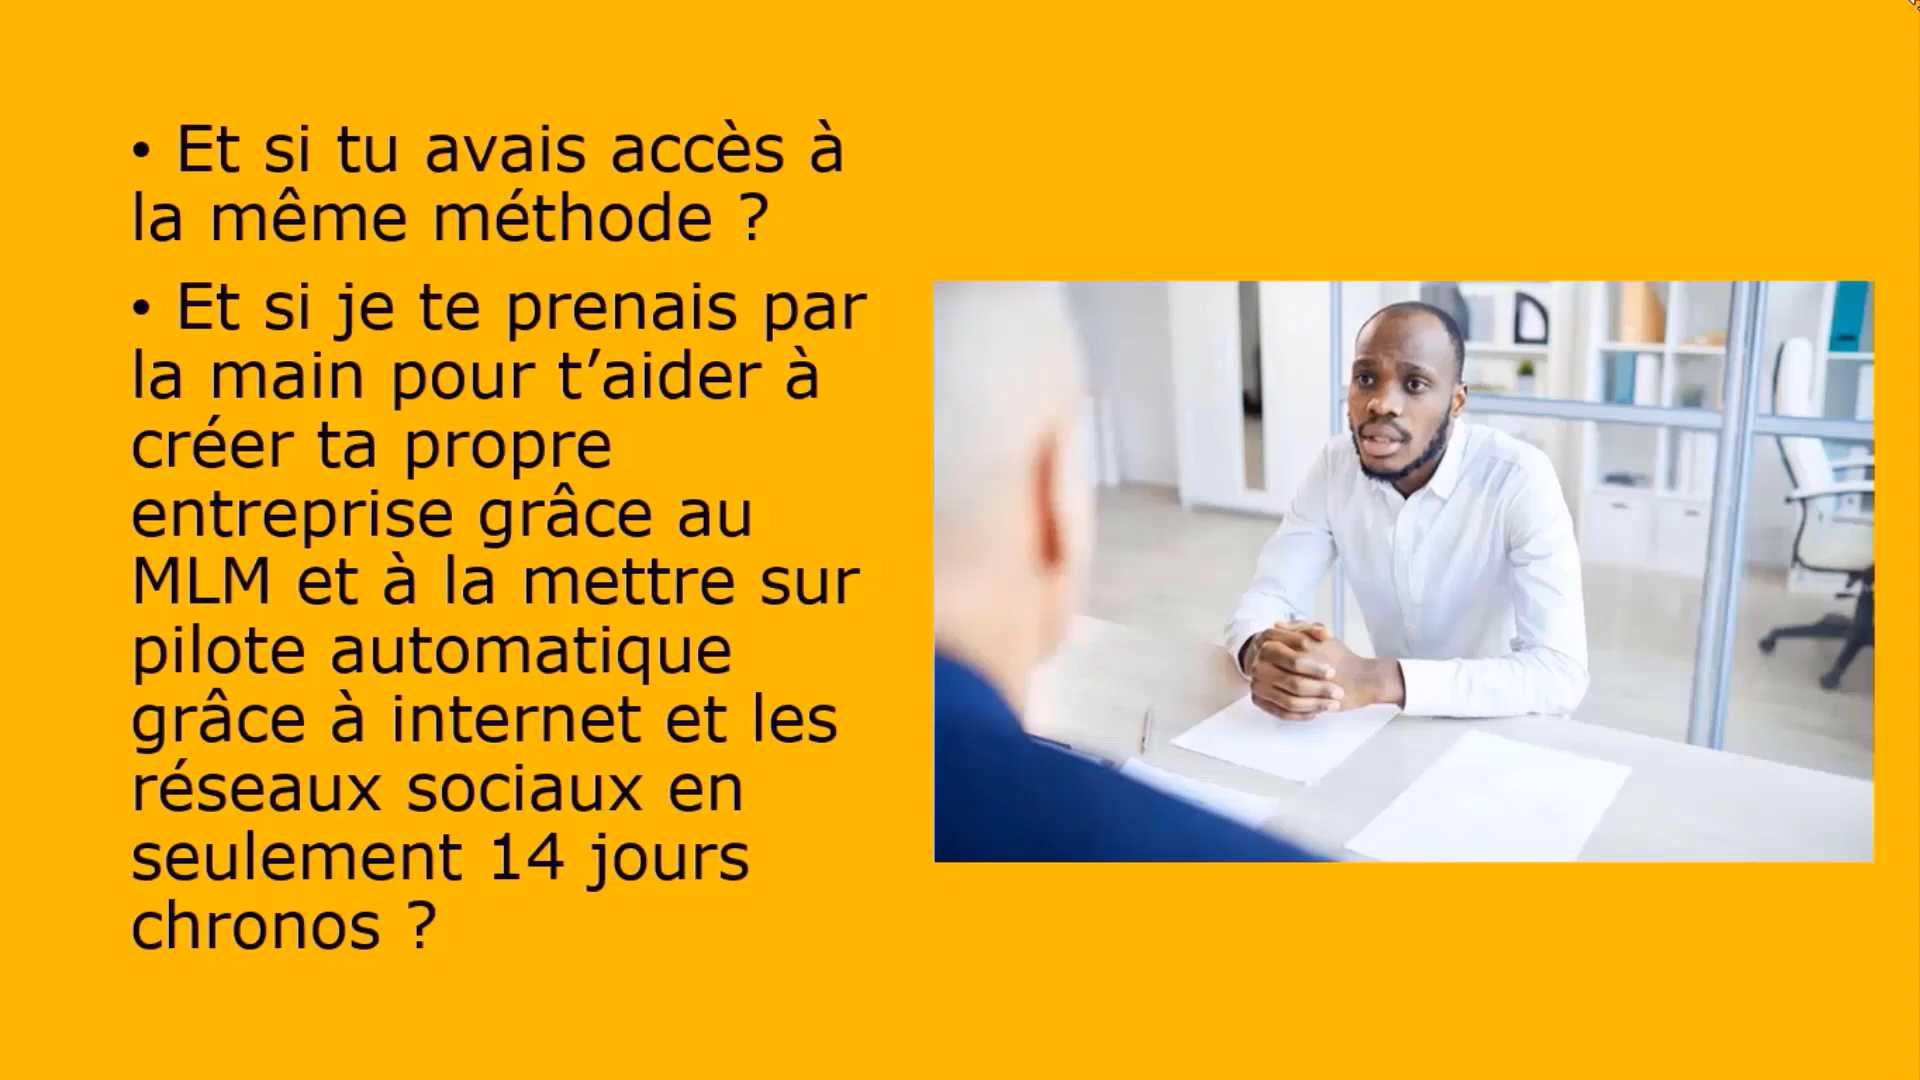 • Et si tu avais accès à
la même méthode ?
• Et si je te prenais par
la main pour t’aider à
créer ta propre
entreprise grâce au
MLM et à la mettre sur
pilote automatique
grâce à internet et les
réseaux sociaux en
seulement 14 jours
chronos ?